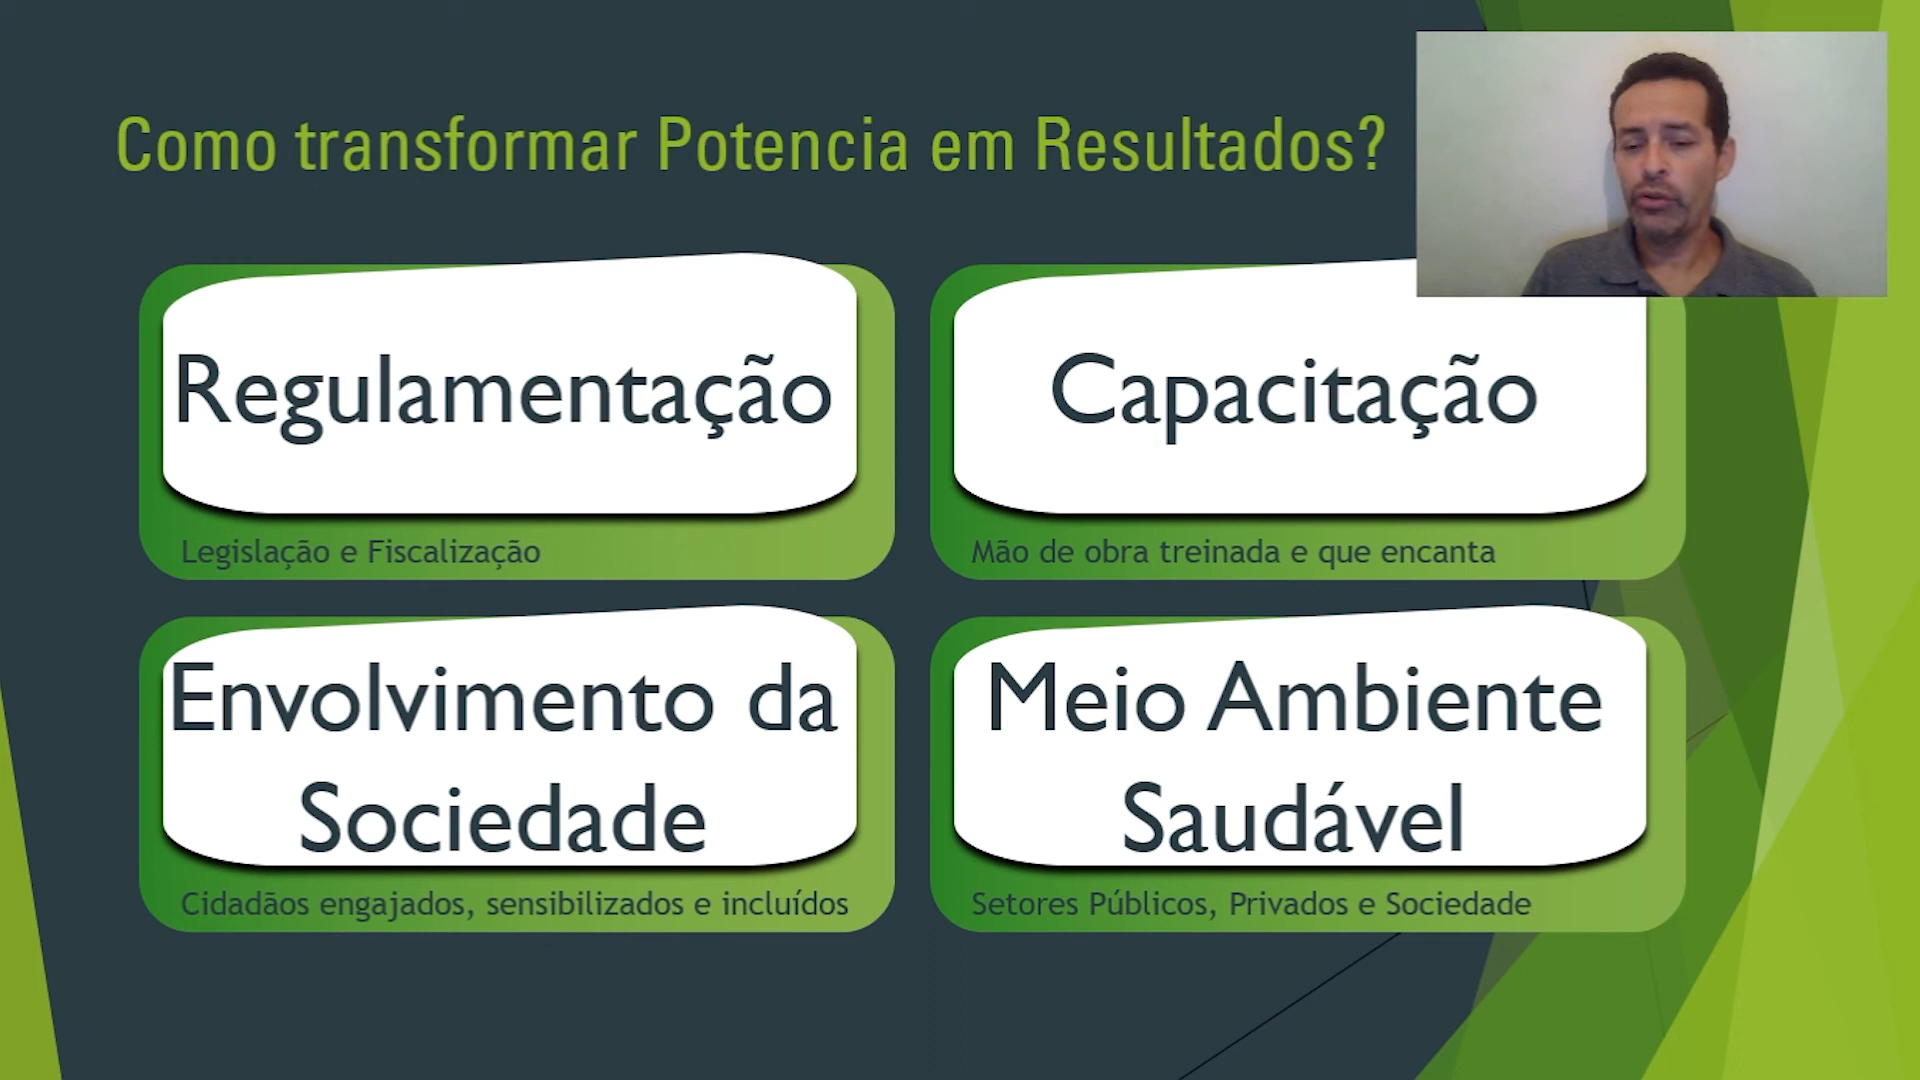 Como transformar Potencia em Resultados?
Regulamentação
Legislação e Fiscalização
Capacitação
Mão de obra treinada e que encanta
Envolvimento da
Sociedade
Cidadãos engajados, sensibilizados e incluídos
Meio Ambiente
Saudável
Setores Públicos, Privados e Sociedade